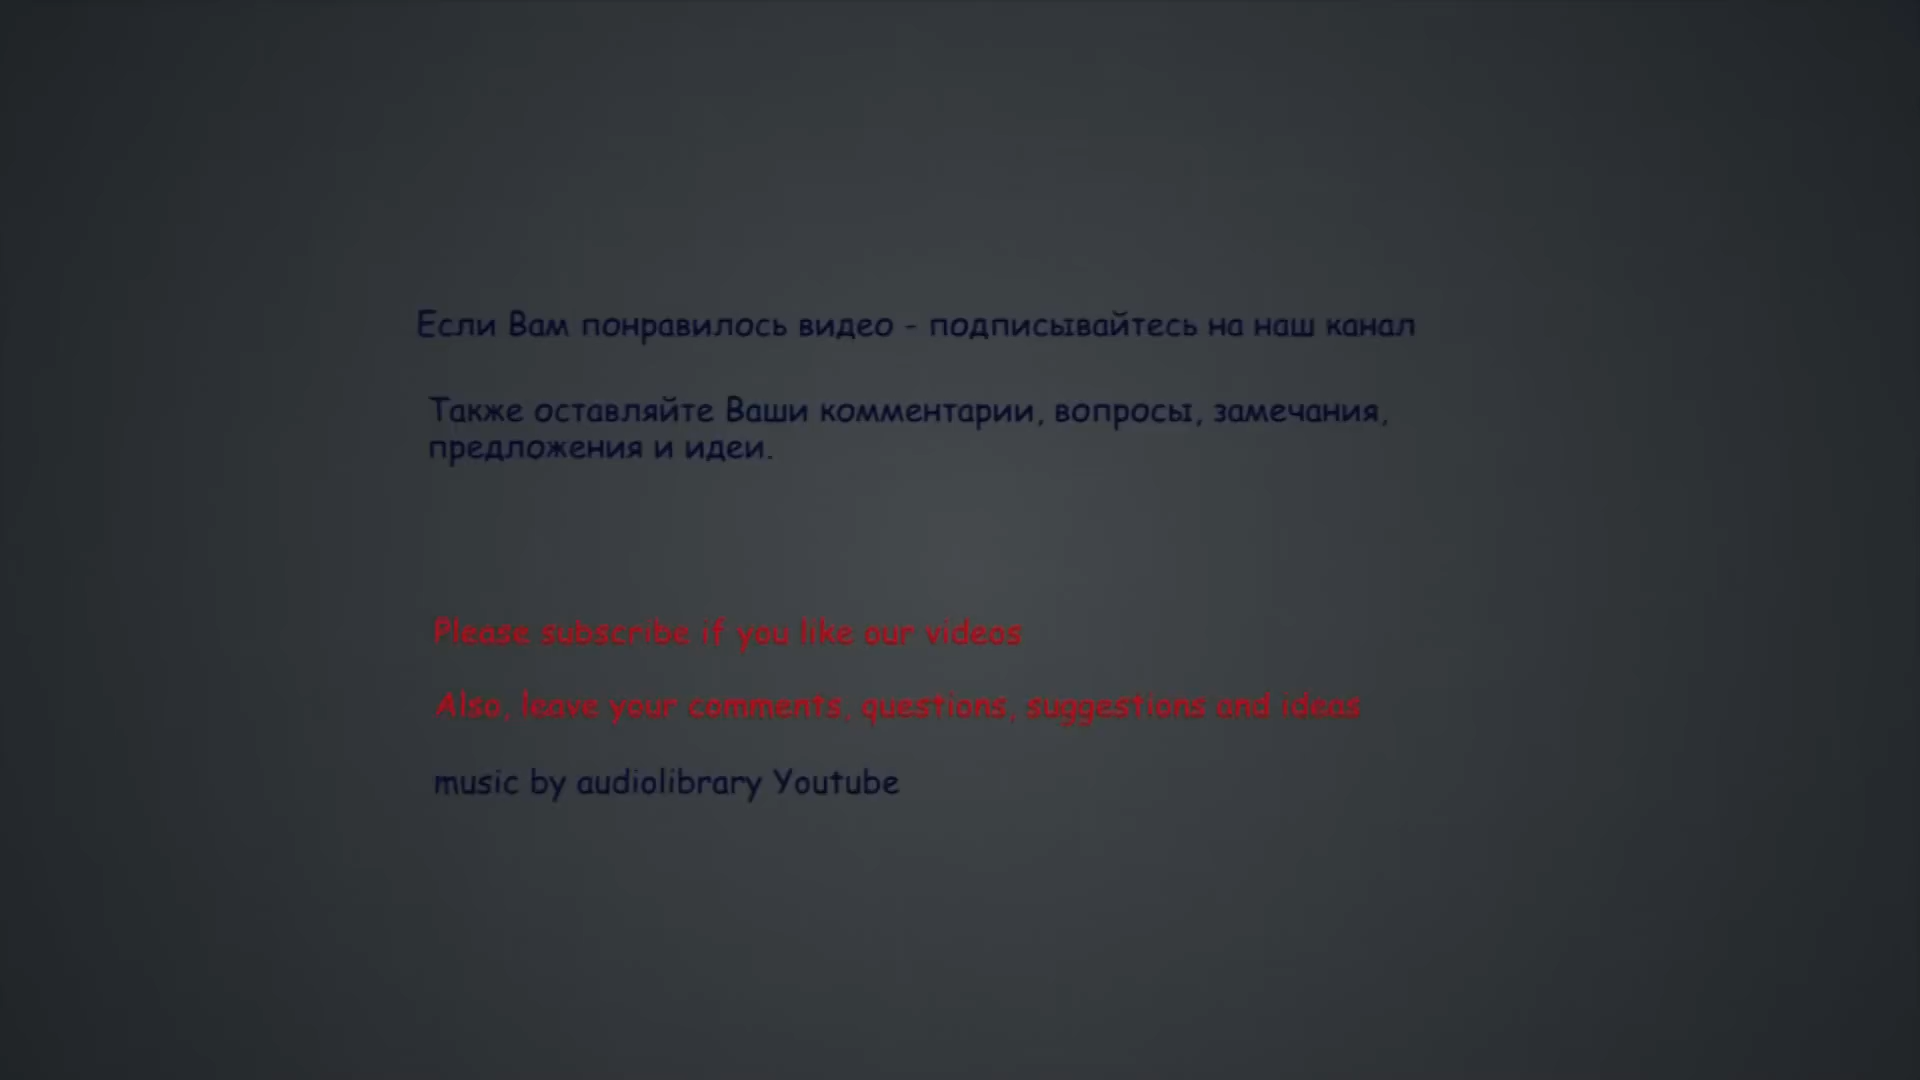 Если Вам понравилось видео - подписывайтесь на наш канал
Также оставляйте Ваши комментарии, вопросы, замечания,
предложения и идеи.
Please subscribe if you like our videos
Also, leave your comments, questions, suggestions and ideas
music by audiolibrary Youtube